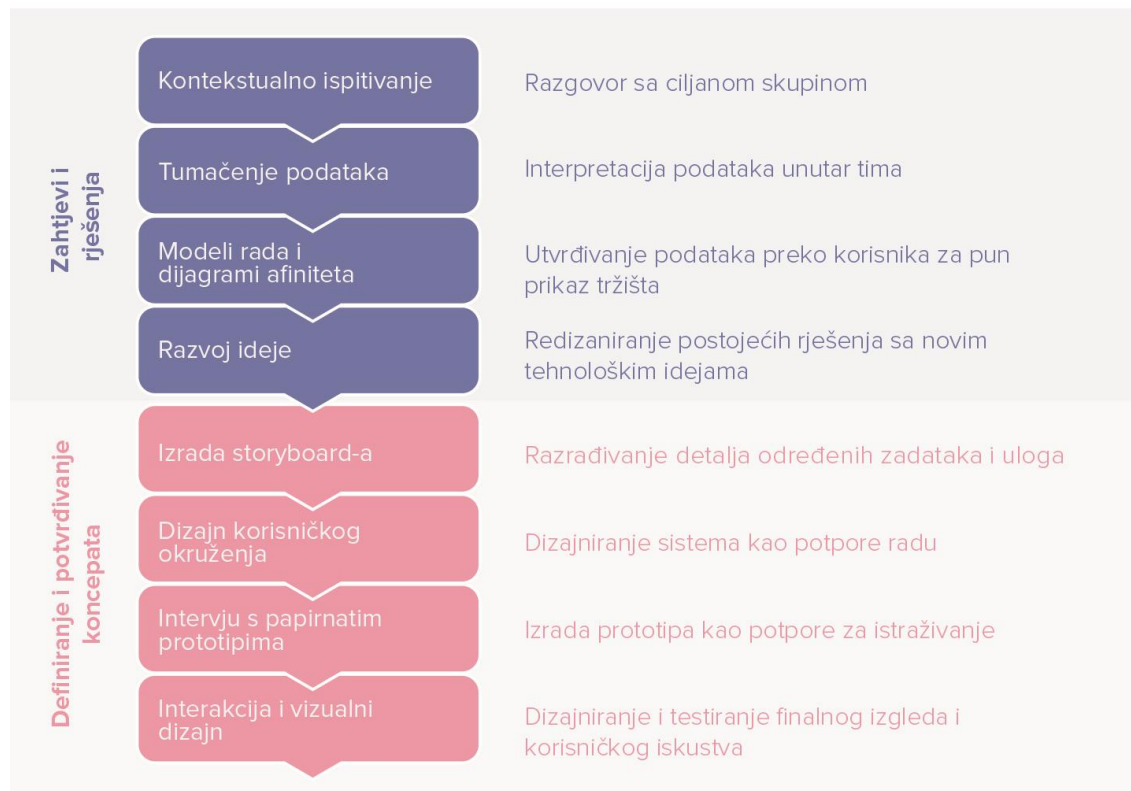 Zahtjevi i
rješenja
Kontekstualno ispitivanje
Razgovor sa ciljanom skupinom
Tumačenje podataka
Interpretacija podataka unutar tima
Modeli rada i
dijagrami afiniteta
Utvrđivanje podataka preko korisnika za pun
prikaz tržišta
Razvoj ideje
Redizaniranje postojećih rješenja sa novim
tehnološkim idejama
Definiranje i potvrđivanje
koncepata
Izrada storyboard-a
Razrađivanje detalja određenih zadataka i uloga
Dizajn korisničkog
okruženja
Dizajniranje sistema kao potpore radu
Intervju s papirnatim
prototipima
Izrada prototipa kao potpore za istraživanje
Interakcija i vizualni
dizajn
Dizajniranje i testiranje finalnog izgleda i
korisničkog iskustva